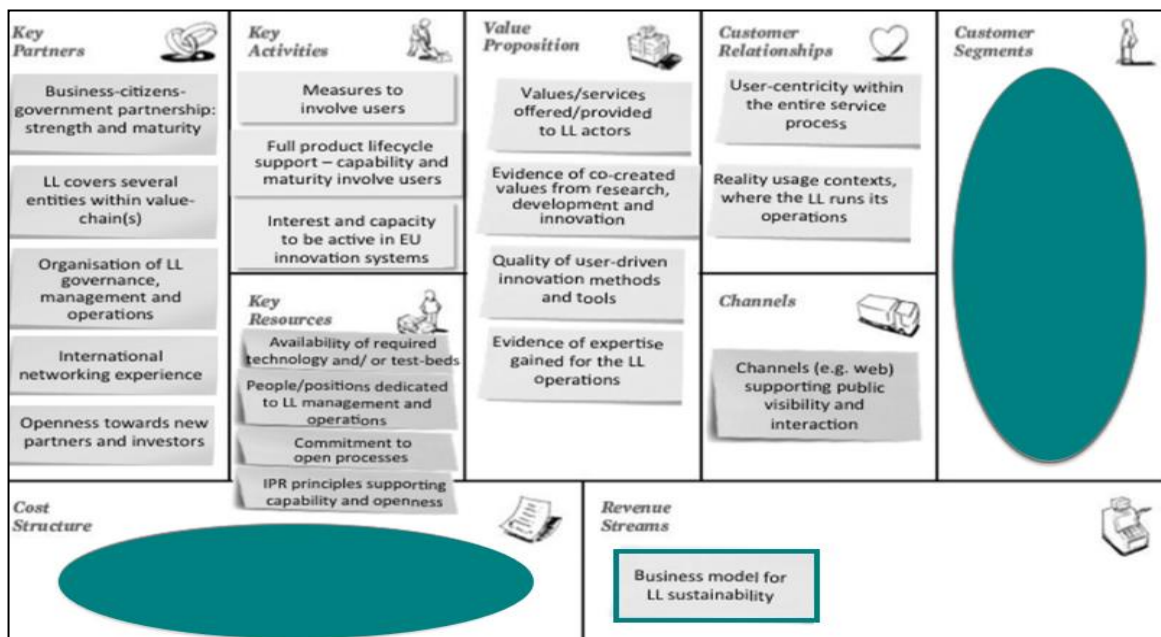 Key
Partners
Business-citizens-
government partnership:
strength and maturity
LL covers several
entities within value-
chain(s)
Organisation of LL
governance,
management and
operations
International
networking experience
Openness towards new
partners and investors
Key
Activities
Measures to
involve users
Full product lifecycle
support – capability and
maturity involve users
Interest and capacity
to be active in EU
innovation systems
Key
Resources
Availability of required
technology and/ or test-beds
People/positions dedicated
to LL management and
operations
Commitment to
open processes
IPR principles supporting
capability and openness
Value
Proposition
Values/services
offered/provided
to LL actors
Evidence of co-created
values from research,
development and
innovation
Quality of user-driven
innovation methods
and tools
Evidence of expertise
gained for the LL
operations
Customer
Relationships
User-centricity within
the entire service
process
Reality usage contexts,
where the LL runs its
operations
Channels
Channels (e.g. web)
supporting public
visibility and
interaction
Customer
Segments
Cost
Structure
Revenue
Streams
Business model for
LL sustainability